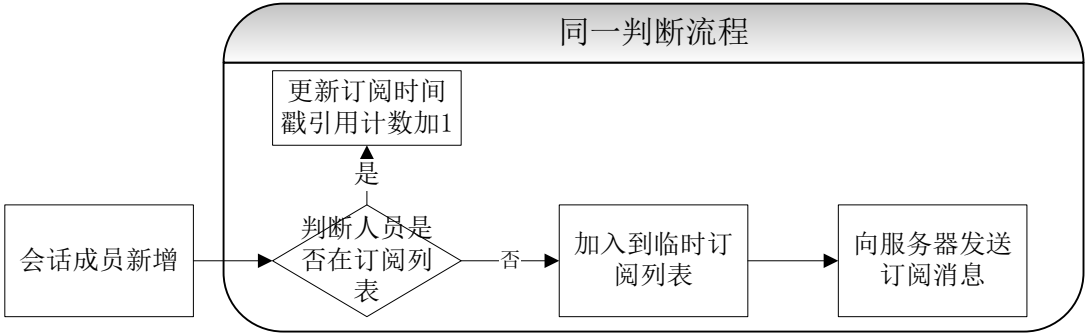 同一判断流程
更新订阅时间
戳引用计数加1
是
会话成员新增
判断人员是
否在订阅列
表
否
加入到临时订
阅列表
向服务器发送
订阅消息